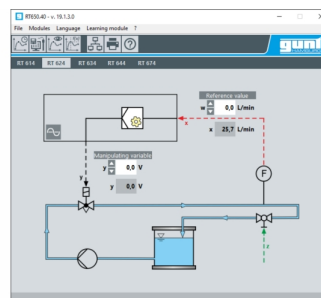 RT650.40 - v. 19.1.3.0
File Modules Language Learning module ?
gunt
RT 614 RT 624 RT 634 RT 644 RT 674
Reference value
w 0,0 L/min
x
x 25,7 L/min
Manipulating variable
y 0,0 V
y
y 0,0 V
F
z